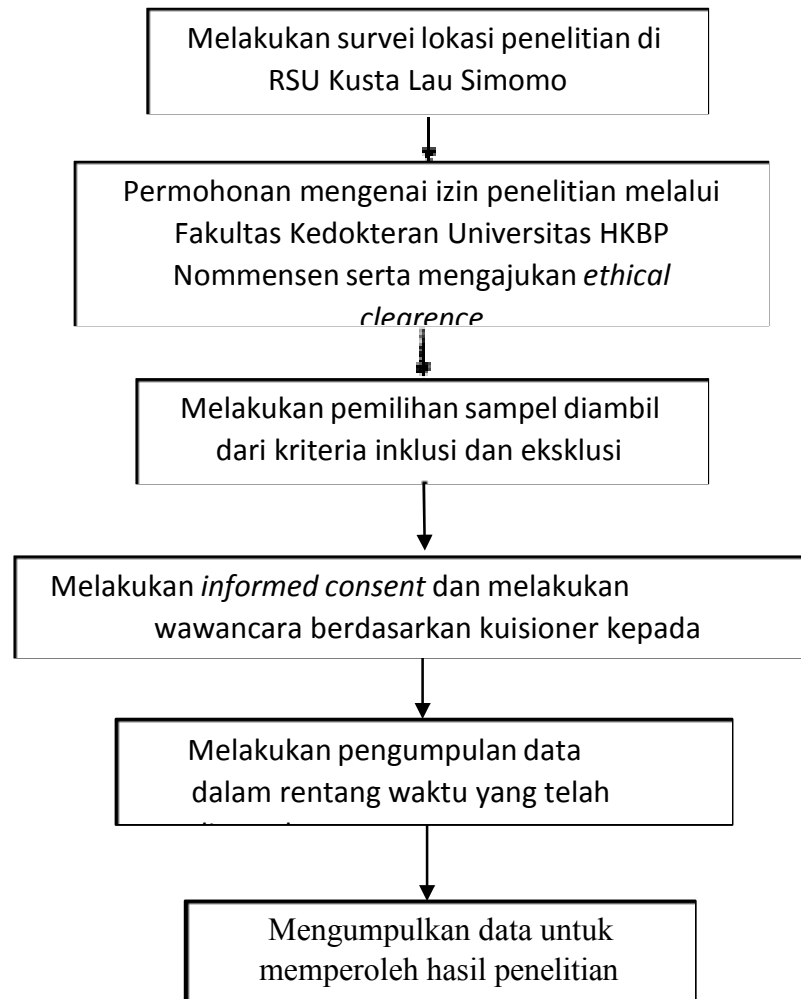 Melakukan survei lokasi penelitian di
RSU Kusta Lau Simomo
Permohonan mengenai izin penelitian melalui
Fakultas Kedokteran Universitas HKBP
Nommensen serta mengajukan ethical
clearence
Melakukan pemilihan sampel diambil
dari kriteria inklusi dan eksklusi
Melakukan informed consent dan melakukan
wawancara berdasarkan kuisioner kepada
Melakukan pengumpulan data
dalam rentang waktu yang telah
Mengumpulkan data untuk
memperoleh hasil penelitian